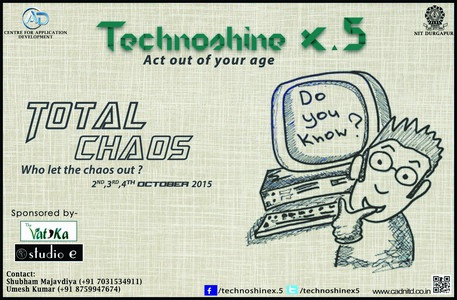 CENTRE FOR APPLICATION
DEVELOPMENT
NIT DURGAPUR
Technoshine x.5
Act out of your age
TOTAL
CHAOS
Who let the chaos out ?
2ND,3RD,4TH OCTOBER 2015
Do
you
Know?
Sponsored by-
The
Vatika
studio e
Contact:
Shubham Majavdiya (+91 7031534911)
Umesh Kumar (+91 8759947674)
/technoshinex.5
/technoshinex5
www.cadnitd.co.in